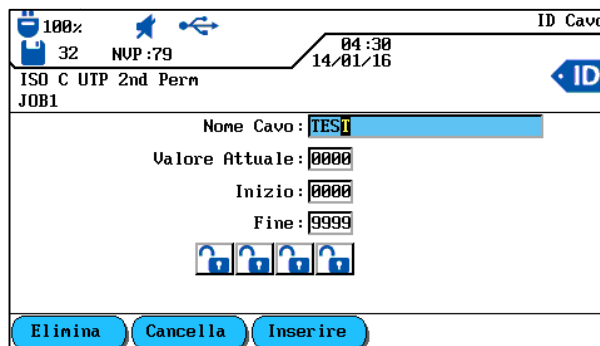 100% ID Cavo
32 NVP:79 04:30
14/01/16
ISO C UTP 2nd Perm
ID
JOB1
Nome Cavo: TEST
Valore Attuale: 0000
Inizio: 0000
Fine: 9999
Elimina Cancella Inserire